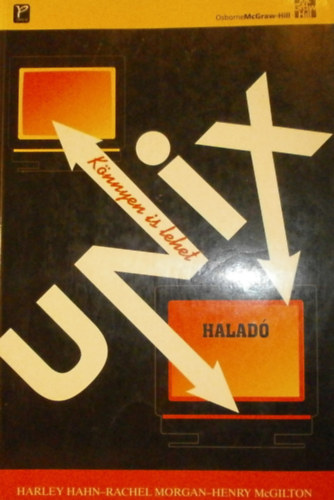 OsborneMcGraw-Hill
UNiX
Könnyen is lehet
HALADÓ
HARLEY HAHN-RACHEL MORGAN-HENRY McGILTON